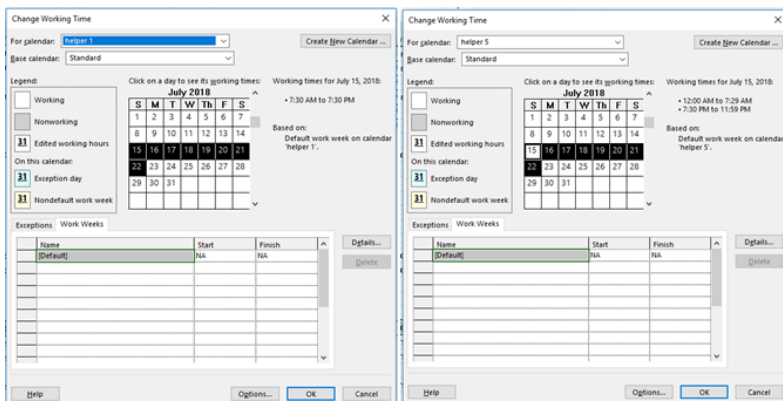 Change Working Time
For calendar: helper 1
Create New Calendar ...
Base calendar: Standard
Legend:
Working
Nonworking
31 Edited working hours
On this calendar:
31 Exception day
31 Nondefault work week
Click on a day to see its working times:
July 2018
S M T W Th F S
1 2 3 4 5 6 7
8 9 10 11 12 13 14
15 16 17 18 19 20 21
22 23 24 25 26 27 28
29 30 31
Working times for July 15, 2018:
• 7:30 AM to 7:30 PM
Based on:
Default work week on calendar
'helper 1'.
Exceptions Work Weeks
Name Start Finish
[Default] NA NA
Details...
Delete
Help Options... OK Cancel
Change Working Time
For calendar: helper 5
Create New Calendar ...
Base calendar: Standard
Legend:
Working
Nonworking
31 Edited working hours
On this calendar:
31 Exception day
31 Nondefault work week
Click on a day to see its working times:
July 2018
S M T W Th F S
1 2 3 4 5 6 7
8 9 10 11 12 13 14
15 16 17 18 19 20 21
22 23 24 25 26 27 28
29 30 31
Working times for July 15, 2018:
• 12:00 AM to 7:29 AM
• 7:30 PM to 11:59 PM
Based on:
Default work week on calendar
'helper 5'.
Exceptions Work Weeks
Name Start Finish
[Default] NA NA
Details...
Delete
Help Options... OK Cancel